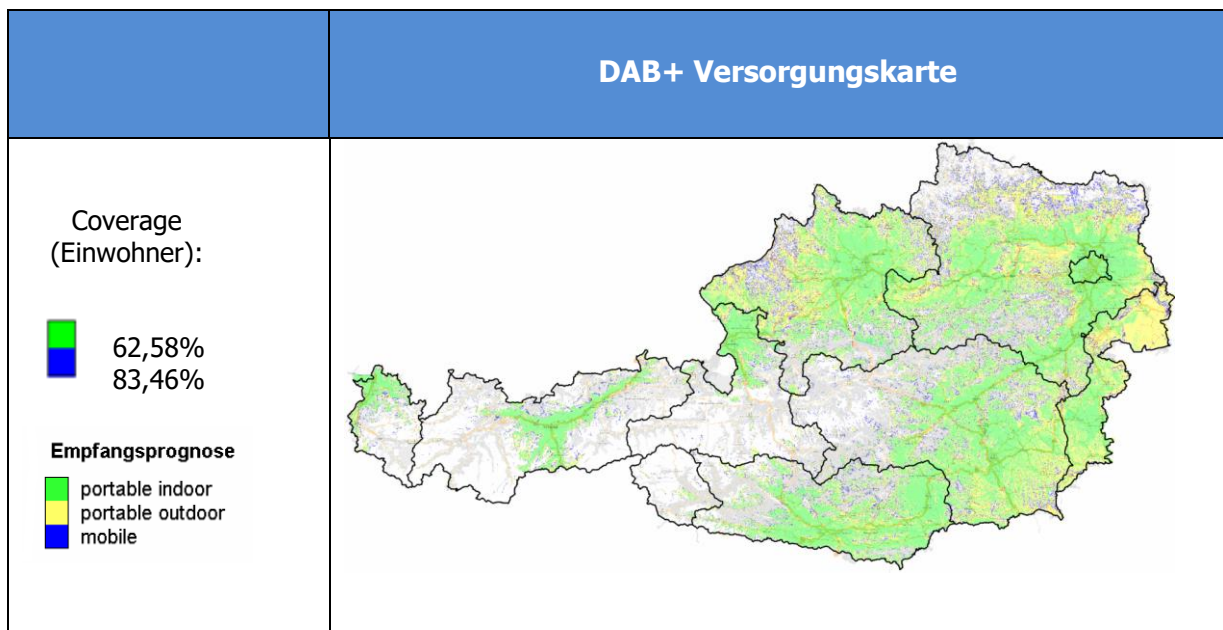 DAB+ Versorgungskarte
Coverage
(Einwohner):
62,58%
83,46%
Empfangsprognose
portable indoor
portable outdoor
mobile